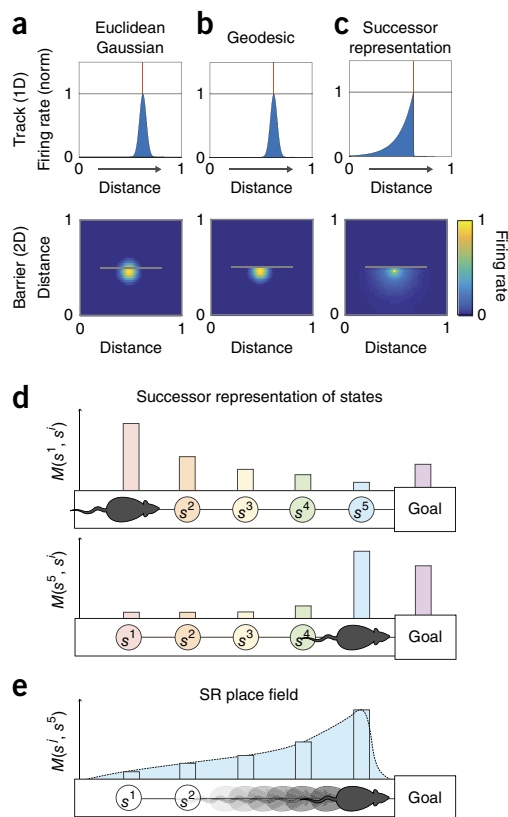 a
Euclidean
Gaussian
b
Geodesic
c
Successor
representation
Track (1D)
Firing rate (norm)
1
0
0
1
Distance
1
0
0
1
Distance
1
0
0
1
Distance
Barrier (2D)
Distance
1
0
0
1
Distance
1
0
0
1
Distance
1
0
0
1
Distance
1
0
Firing rate
d
Successor representation of states
M(s¹, sⁱ)
s²
s³
s⁴
s⁵
Goal
M(s⁵, sⁱ)
s¹
s²
s³
s⁴
Goal
e
SR place field
M(sʲ, s⁵)
s¹
s²
Goal